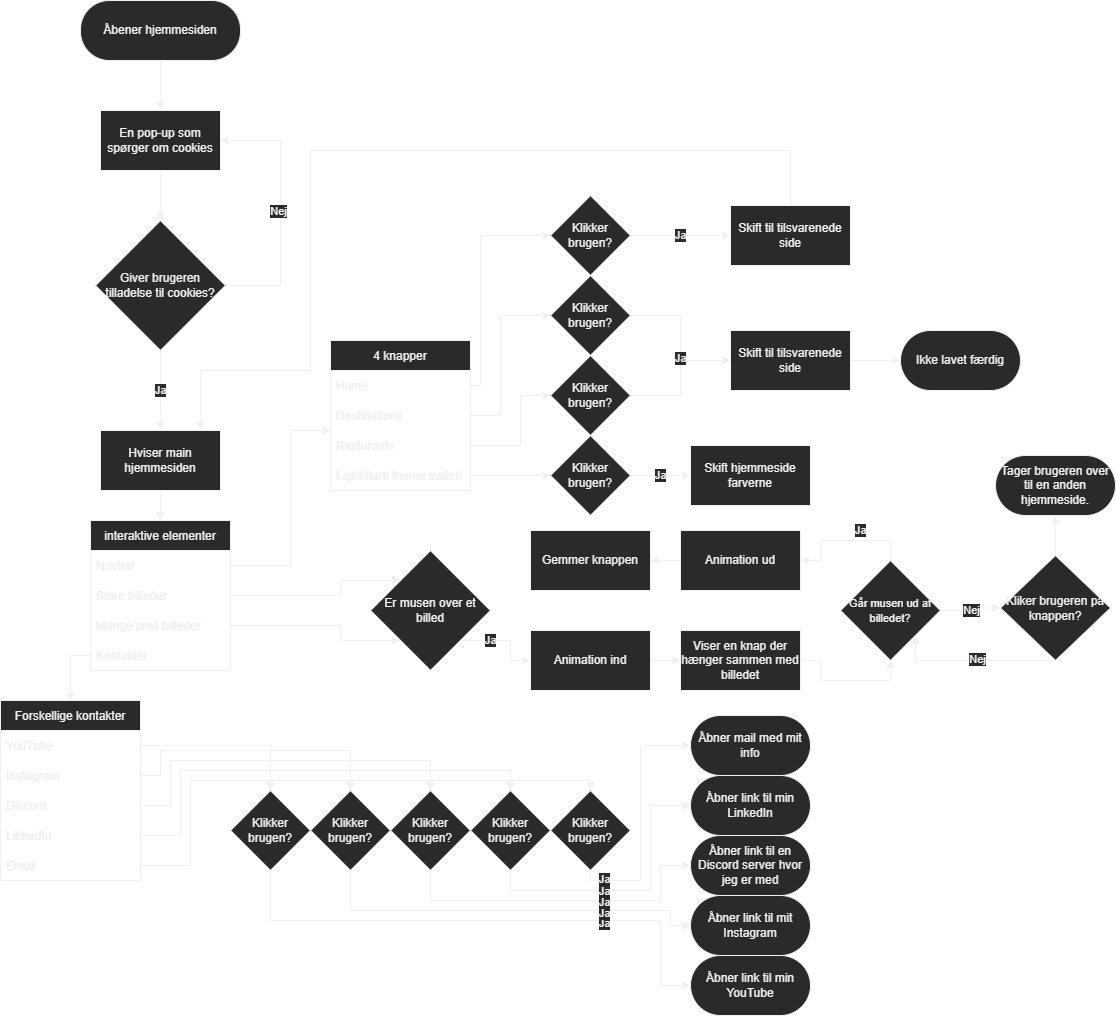 Åbener hjemmesiden
En pop-up som
spørger om cookies
Nej
Giver brugeren
tilladelse til cookies?
Ja
Hviser main
hjemmesiden
interaktive elementer
Navbar
Store billeder
Mange små billeder
Kontakter
4 knapper
Home
Destinations
Resturants
Light/dark theme switch
Klikker
brugen?
Ja
Skift til tilsvarenede
side
Klikker
brugen?
Klikker
brugen?
Ja
Skift til tilsvarenede
side
Ikke lavet færdig
Klikker
brugen?
Ja
Skift hjemmeside
farverne
Er musen over et
billed
Ja
Animation ind
Viser en knap der
hænger sammen med
billedet
Går musen ud af
billedet?
Ja
Animation ud
Gemmer knappen
Nej
Kliker brugeren på
knappen?
Nej
Tager brugeren over
til en anden
hjemmeside.
Forskellige kontakter
YouTube
Instagram
Discord
LinkedIn
Email
Klikker
brugen?
Klikker
brugen?
Klikker
brugen?
Klikker
brugen?
Klikker
brugen?
Ja
Ja
Ja
Ja
Ja
Åbner mail med mit
info
Åbner link til min
LinkedIn
Åbner link til en
Discord server hvor
jeg er med
Åbner link til mit
Instagram
Åbner link til min
YouTube